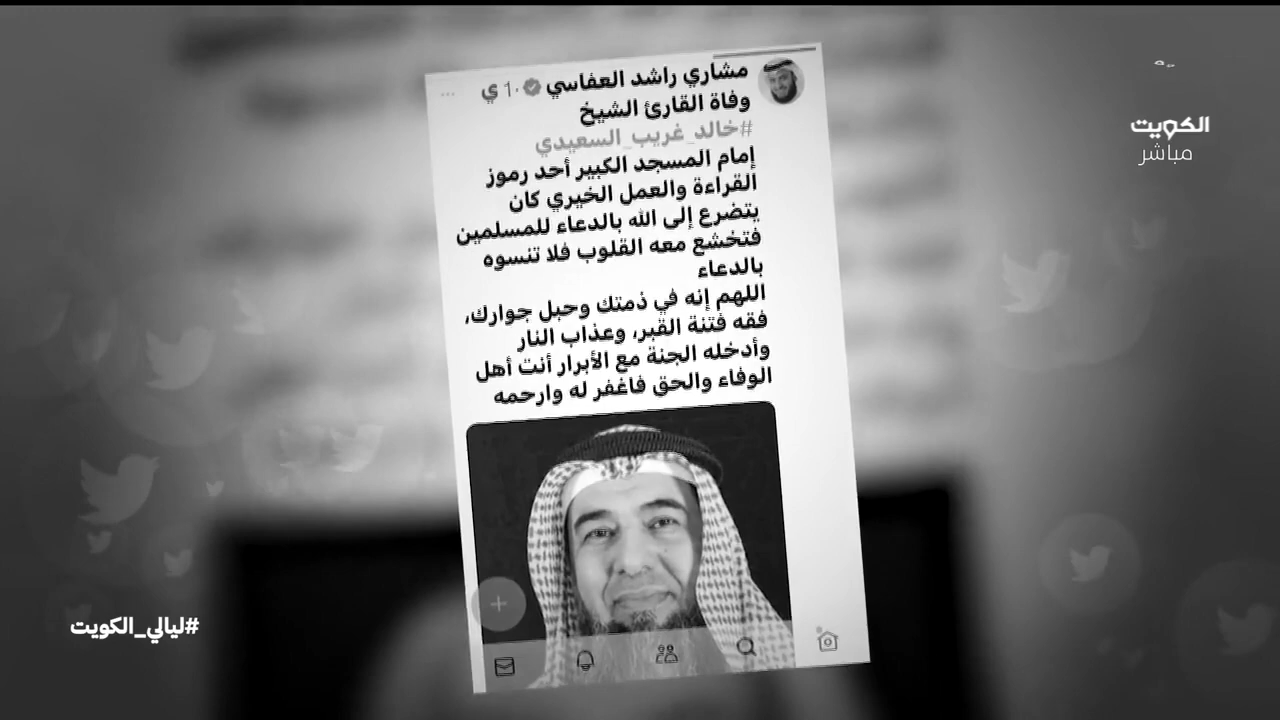 مشاري راشد العفاسي ١٠ ي
وفاة القارئ الشيخ
#خالد_غريب_السعيدي
إمام المسجد الكبير أحد رموز
القراءة والعمل الخيري كان
يتضرع إلى الله بالدعاء للمسلمين
فتخشع معه القلوب فلا تنسوه
بالدعاء
اللهم إنه في ذمتك وحبل جوارك،
فقه فتنة القبر، وعذاب النار
وأدخله الجنة مع الأبرار أنت أهل
الوفاء والحق فاغفر له وارحمه
الكويت
مباشر
#ليالي_الكويت